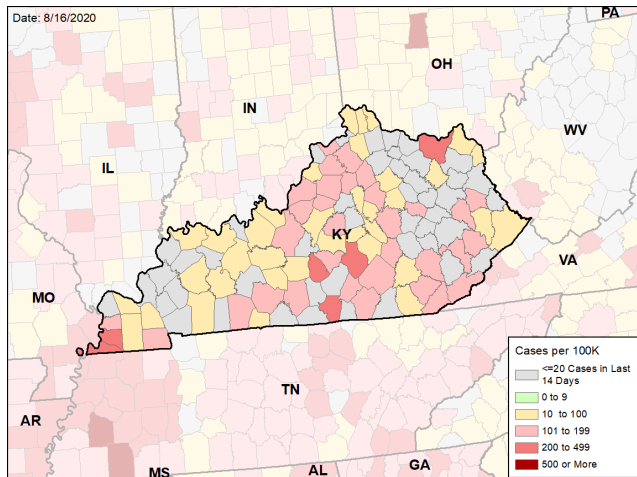 Date: 8/16/2020
PA
OH
IN
WV
IL
KY
VA
MO
TN
AR
MS
AL
GA
Cases per 100K
<=20 Cases in Last
14 Days
0 to 9
10 to 100
101 to 199
200 to 499
500 or More